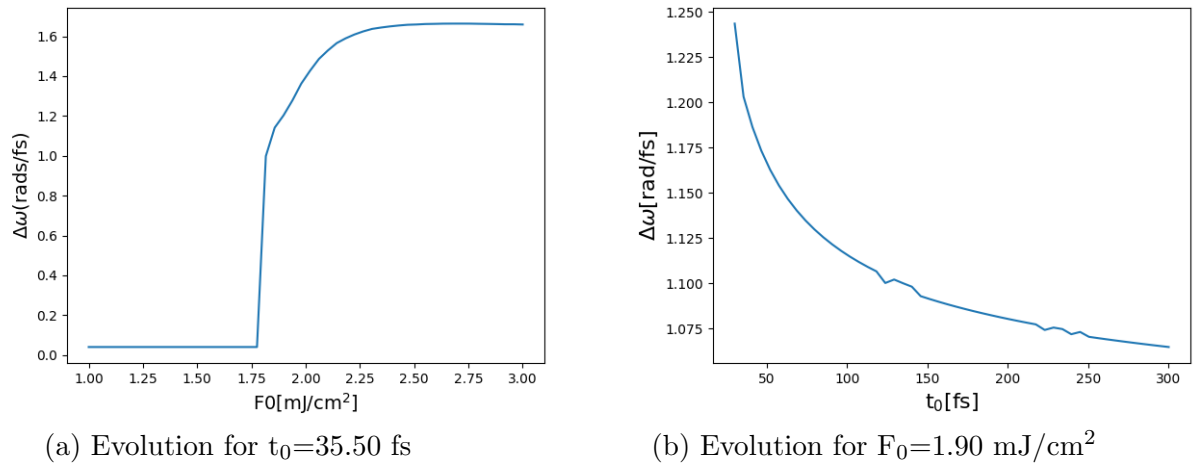 1.6
1.4
1.2
1.0
0.8
0.6
0.4
0.2
0.0
Δω(rads/fs)
1.00 1.25 1.50 1.75 2.00 2.25 2.50 2.75 3.00
F0[mJ/cm²]
(a) Evolution for t₀=35.50 fs
1.250
1.225
1.200
1.175
1.150
1.125
1.100
1.075
Δω[rad/fs]
50 100 150 200 250 300
t₀[fs]
(b) Evolution for F₀=1.90 mJ/cm²